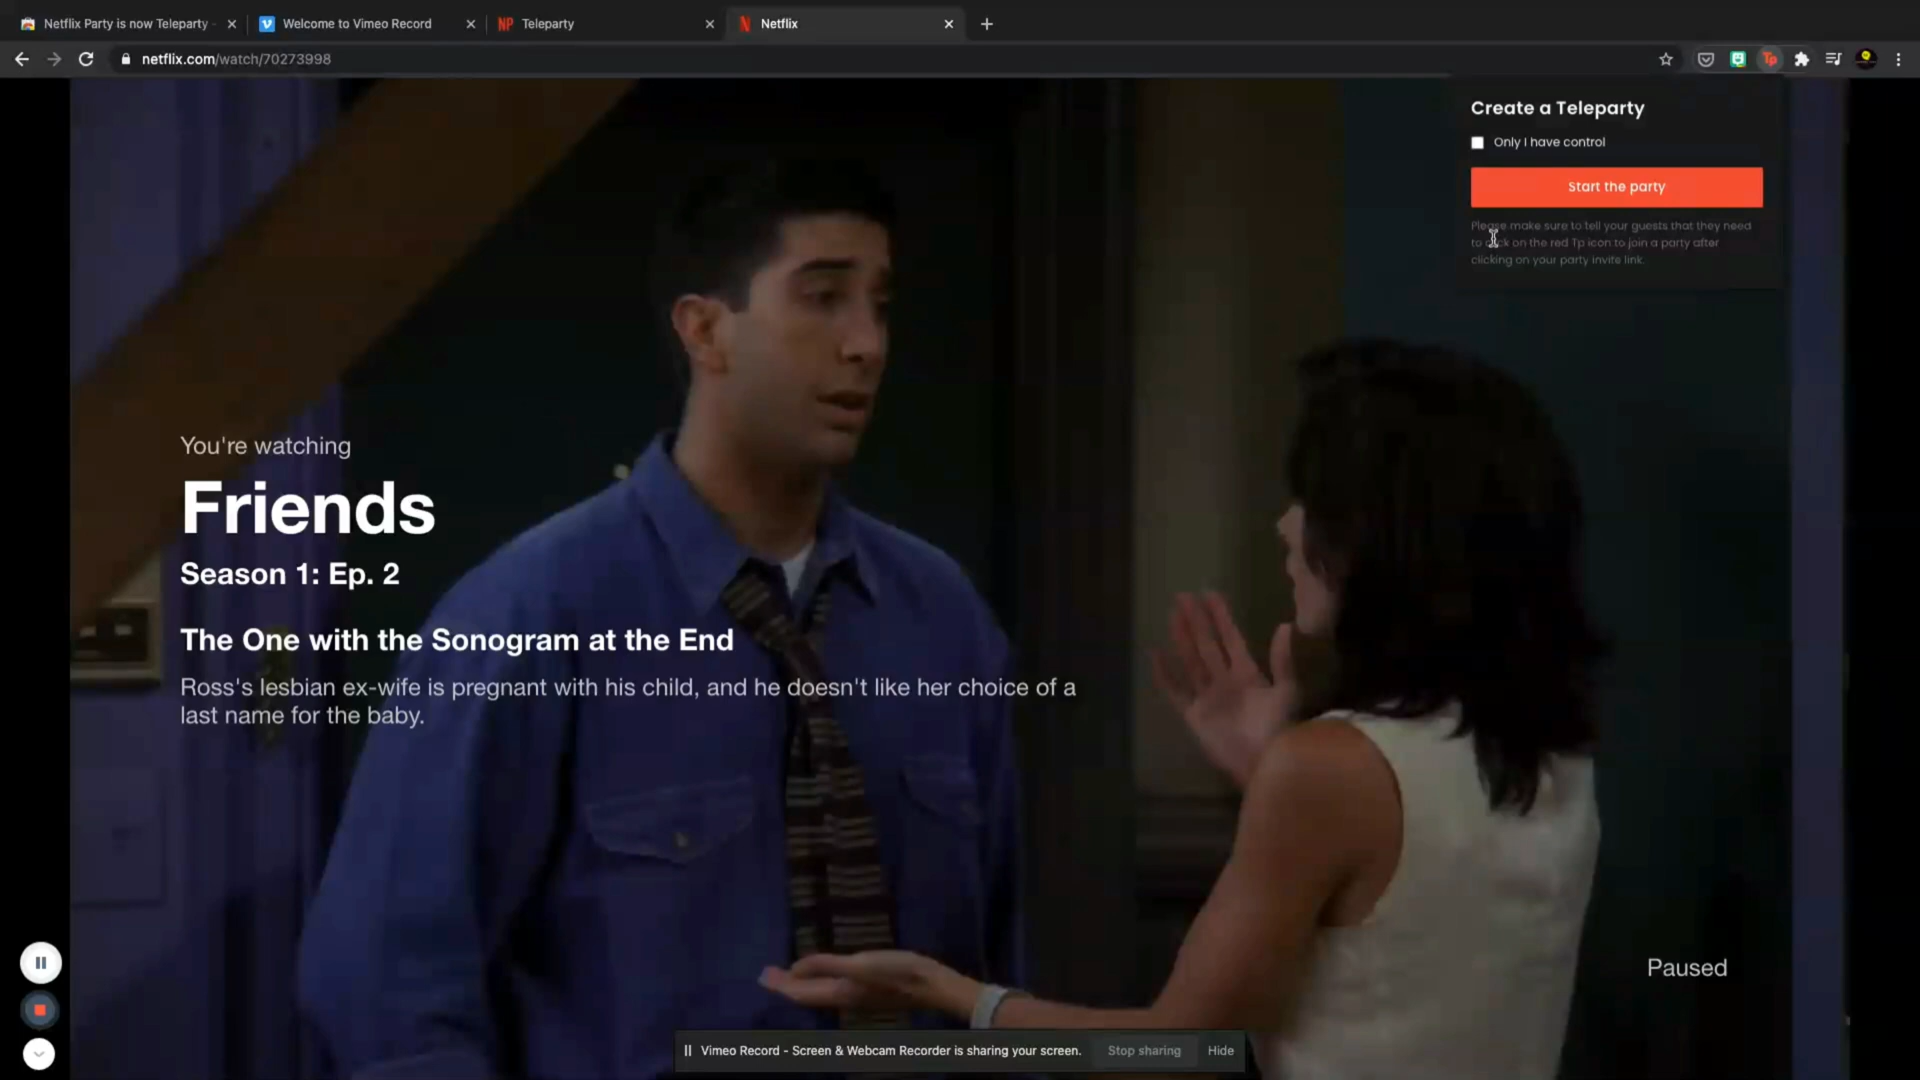 Netflix Party is now Teleparty
Welcome to Vimeo Record
NP Teleparty
Netflix
netflix.com/watch/70273998
Tp
Create a Teleparty
Only I have control
Start the party
Please make sure to tell your guests that they need
to click on the red Tp icon to join a party after
clicking on your party invite link.
You're watching
Friends
Season 1: Ep. 2
The One with the Sonogram at the End
Ross's lesbian ex-wife is pregnant with his child, and he doesn't like her choice of a
last name for the baby.
Paused
Vimeo Record - Screen & Webcam Recorder is sharing your screen.
Stop sharing
Hide